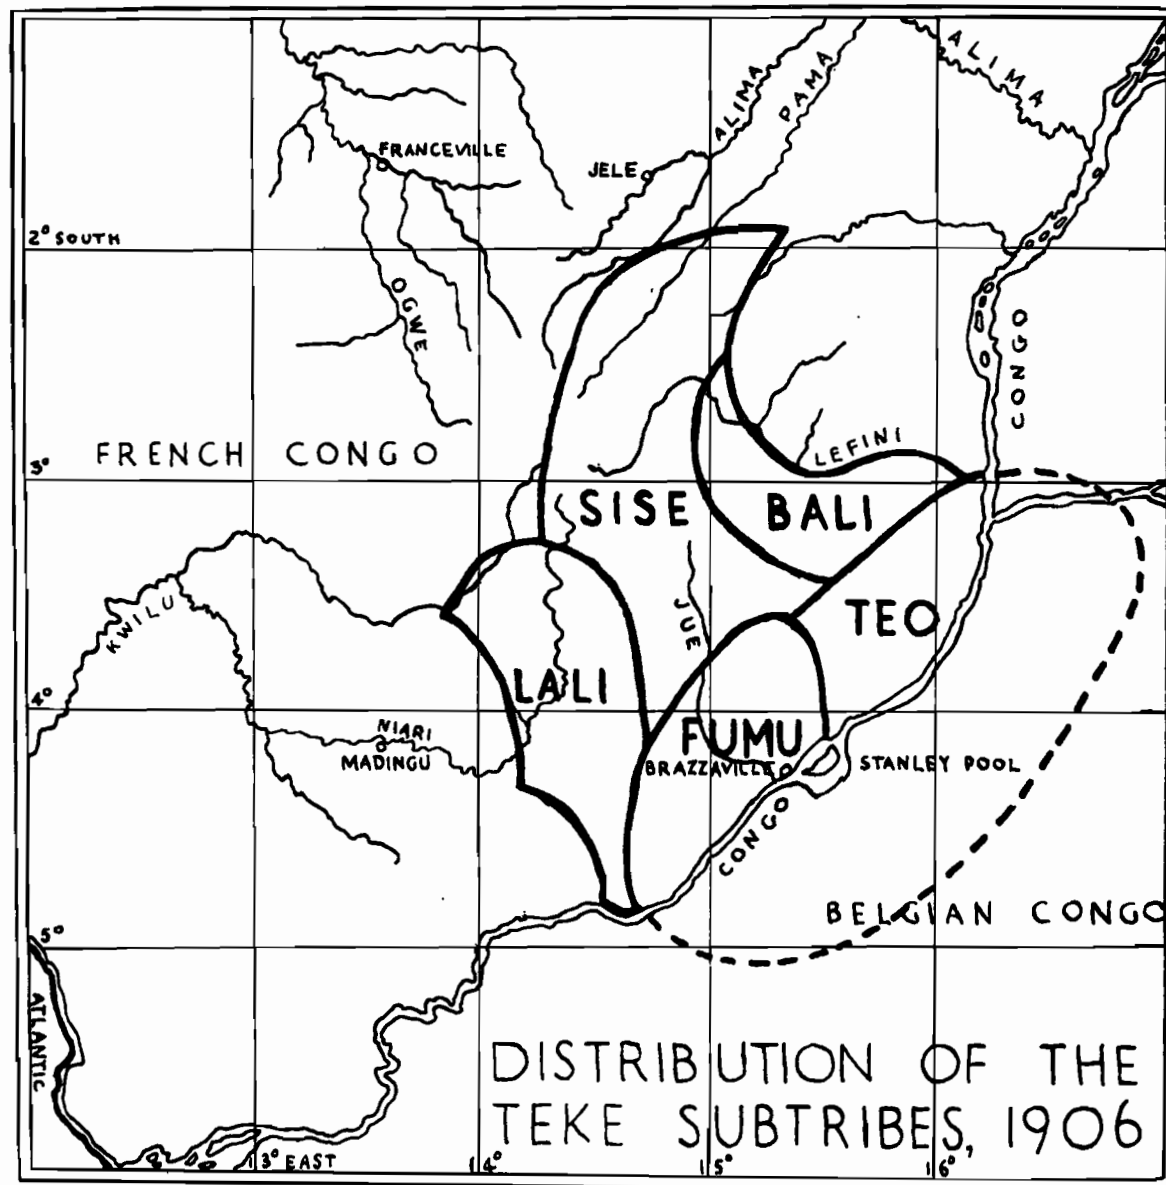 ALIMA
ALIMA
PAMA
FRANCEVILLE
JELE
2° SOUTH
OGWE
CONGO
FRENCH CONGO
LEFINI
3°
SISE
BALI
KWILU
JUE
TEO
LALI
4°
NIARI
MADINGU
FUMU
BRAZZAVILLE
STANLEY POOL
CONGO
BELGIAN CONGO
5°
ATLANTIC
DISTRIBUTION OF THE
TEKE SUBTRIBES, 1906
13° EAST
14°
15°
16°